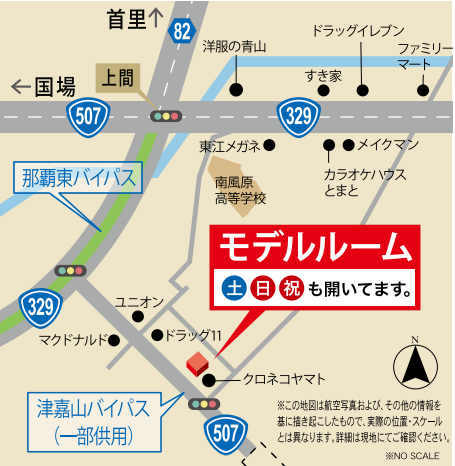 首里↑
82
ドラッグイレブン
洋服の青山
ファミリー
マート
すき家
←国場
上間
507
329
東江メガネ
メイクマン
カラオケハウス
とまと
那覇東バイパス
南風原
高等学校
モデルルーム
土 日 祝 も開いてます。
329
ユニオン
マクドナルド
ドラッグ11
クロネコヤマト
N
津嘉山バイパス
(一部供用)
507
※この地図は航空写真および、その他の情報を
基に描き起こしたもので、実際の位置・スケール
とは異なります。詳細は現地にてご確認ください。
※NO SCALE